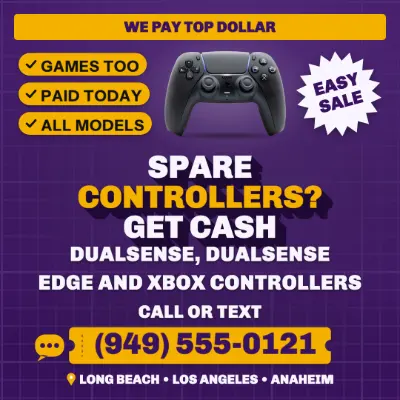 WE PAY TOP DOLLAR
GAMES TOO
PAID TODAY
ALL MODELS
EASY
SALE
SPARE
CONTROLLERS?
GET CASH
DUALSENSE, DUALSENSE
EDGE AND XBOX CONTROLLERS
CALL OR TEXT
(949) 555-0121
LONG BEACH • LOS ANGELES • ANAHEIM